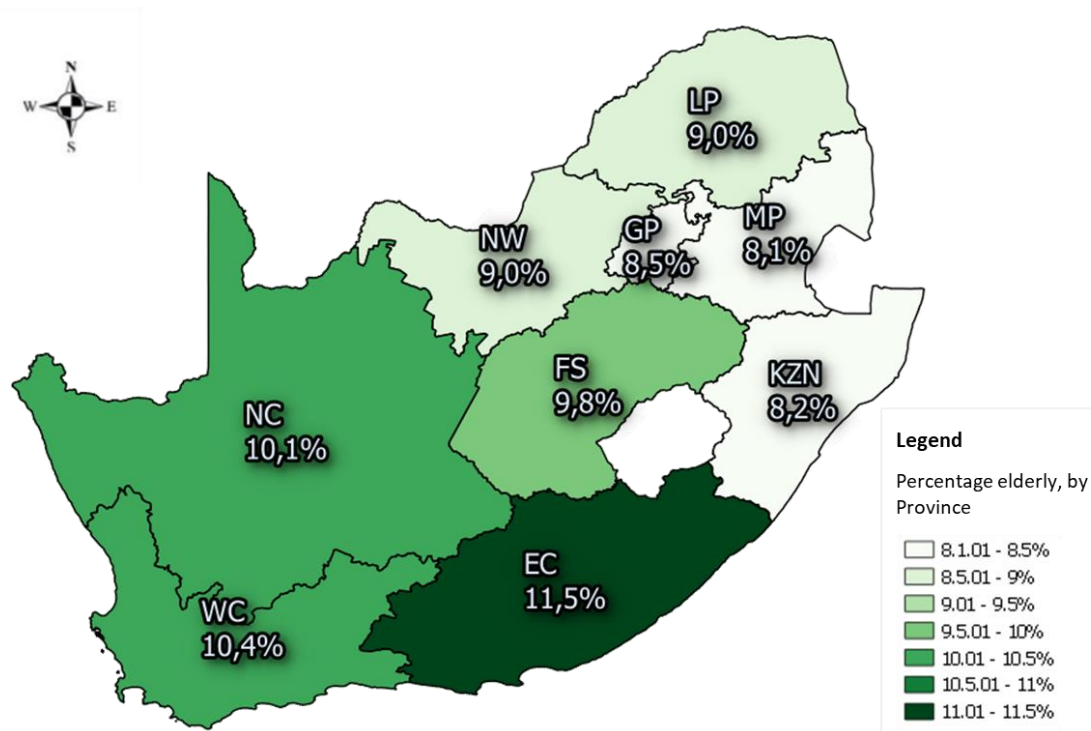 N
W E
S
LP
9,0%
MP
8,1%
GP
8,5%
NW
9,0%
FS
9,8%
KZN
8,2%
NC
10,1%
EC
11,5%
WC
10,4%
Legend
Percentage elderly, by
Province
8.1.01 - 8.5%
8.5.01 - 9%
9.01 - 9.5%
9.5.01 - 10%
10.01 - 10.5%
10.5.01 - 11%
11.01 - 11.5%